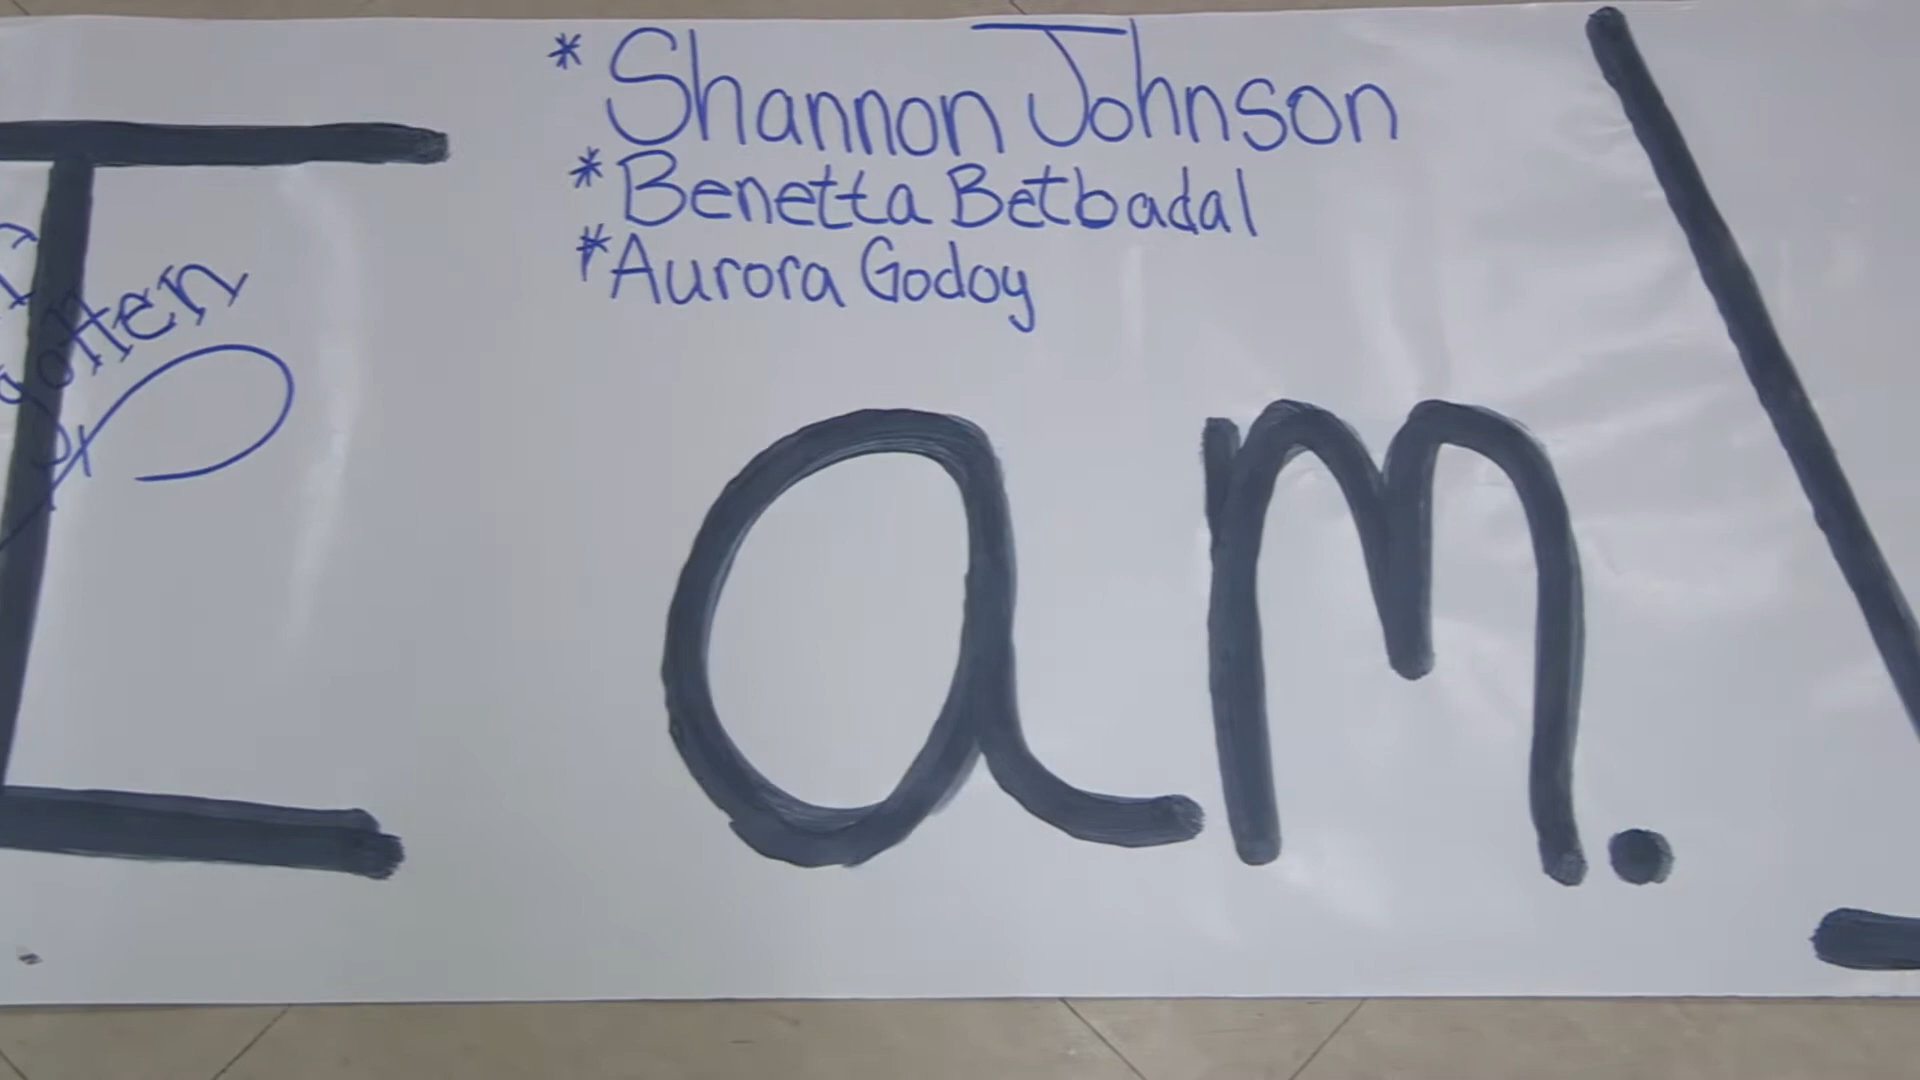 * Shannon Johnson
* Benetta Betbadal
* Aurora Godoy
I am.